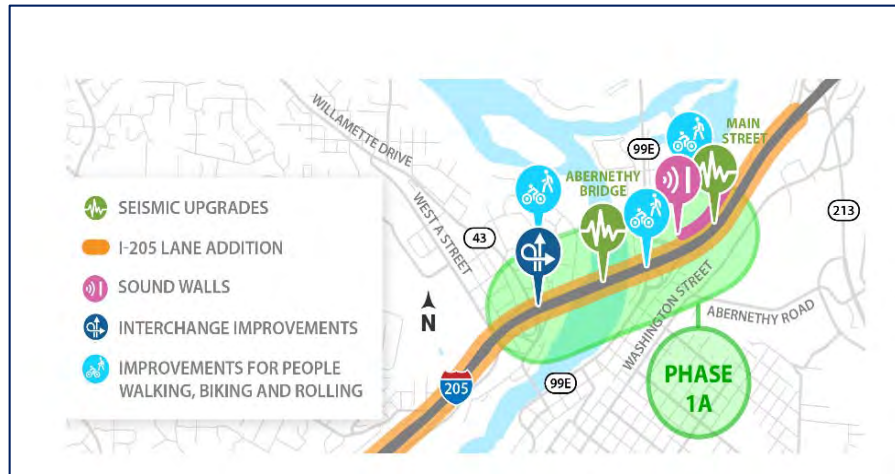 SEISMIC UPGRADES
I-205 LANE ADDITION
SOUND WALLS
INTERCHANGE IMPROVEMENTS
IMPROVEMENTS FOR PEOPLE
WALKING, BIKING AND ROLLING
WILLAMETTE DRIVE
WEST A STREET
43
N
205
99E
ABERNETHY
BRIDGE
99E
MAIN
STREET
213
WASHINGTON STREET
ABERNETHY ROAD
PHASE
1A